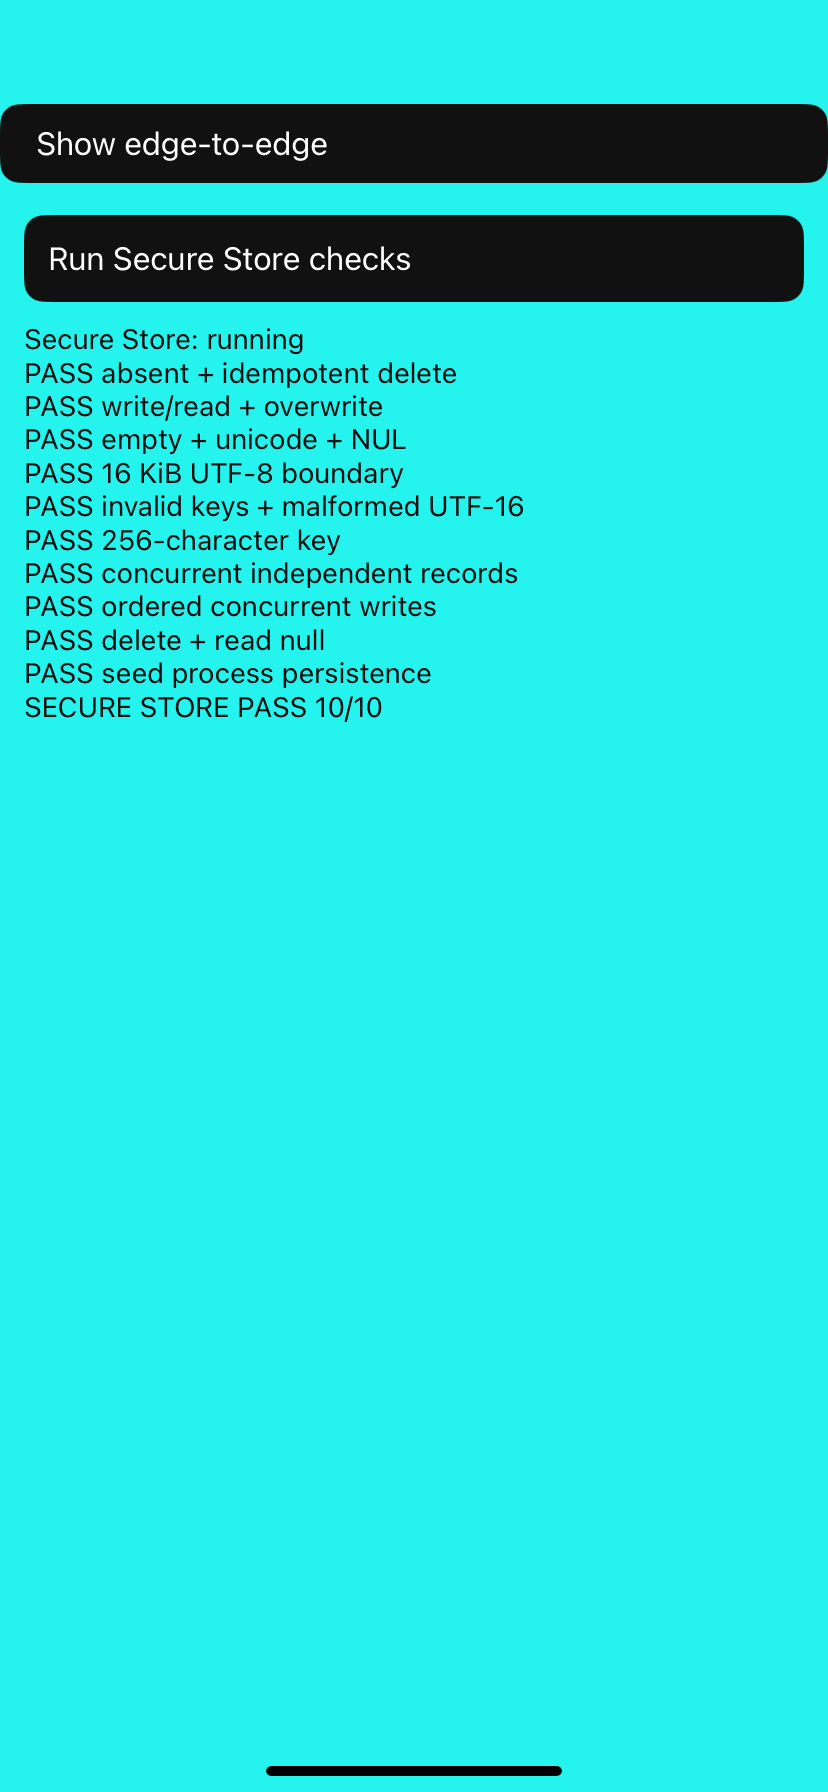 Show edge-to-edge
Run Secure Store checks
Secure Store: running
PASS absent + idempotent delete
PASS write/read + overwrite
PASS empty + unicode + NUL
PASS 16 KiB UTF-8 boundary
PASS invalid keys + malformed UTF-16
PASS 256-character key
PASS concurrent independent records
PASS ordered concurrent writes
PASS delete + read null
PASS seed process persistence
SECURE STORE PASS 10/10